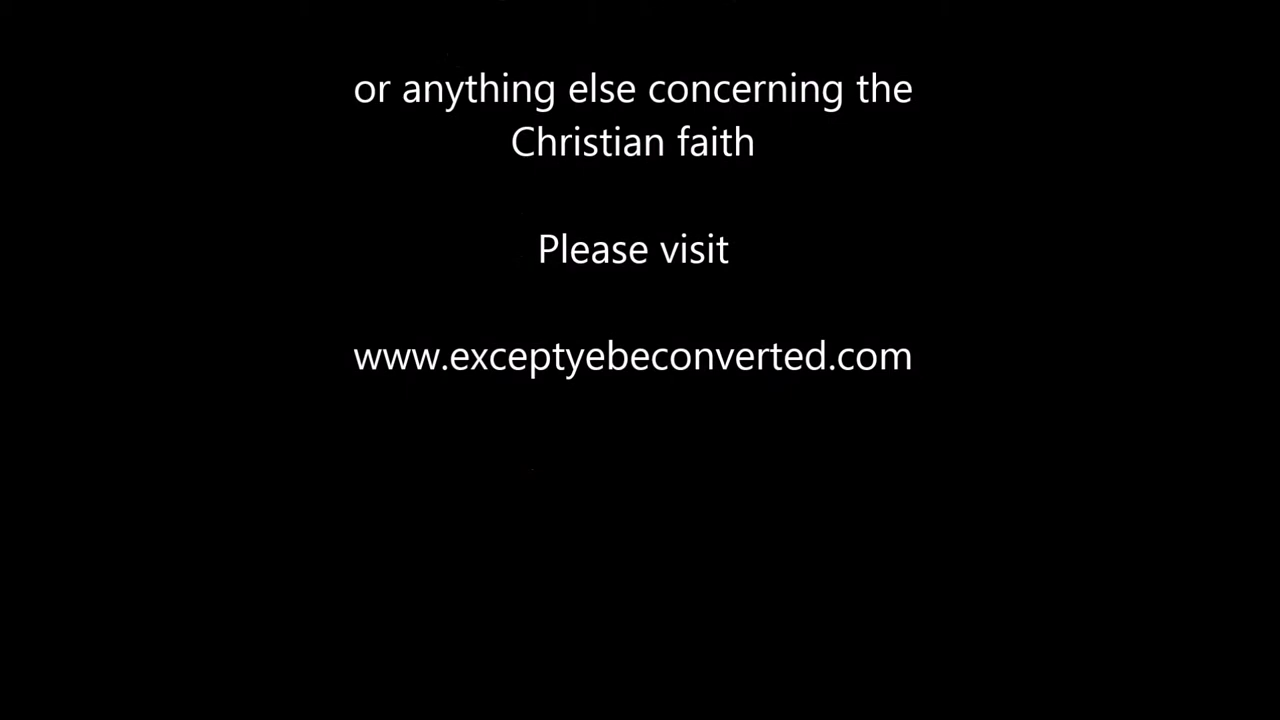 or anything else concerning the
Christian faith
Please visit
www.exceptyebeconverted.com